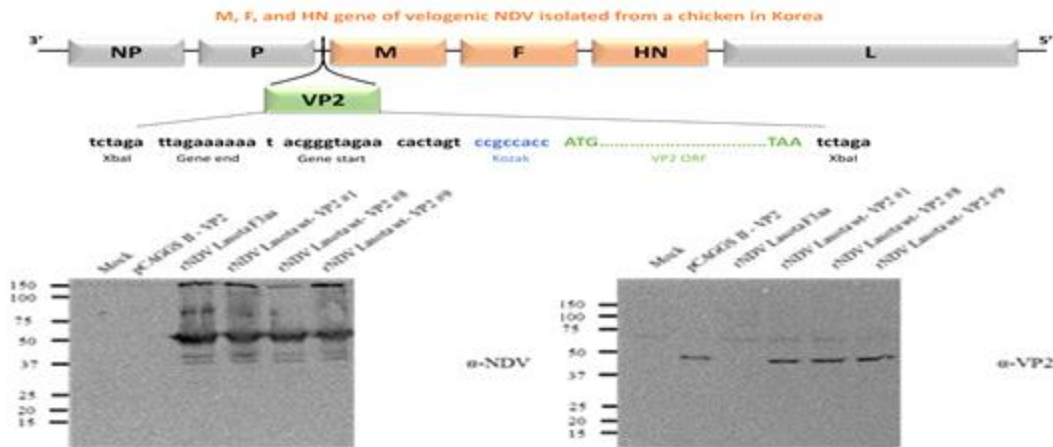 M, F, and HN gene of velogenic NDV isolated from a chicken in Korea
3’ NP P M F HN L 5’
VP2
tctaga ttagaaaaaa t acgggtagaa cactagt ccgccacc ATG..............................TAA tctaga
XbaI Gene end Gene start Kozak VP2 ORF XbaI
Mock
pCAGGS II - VP2
rNDV Lasota F3aa
rNDV Lasota wt- VP2 #1
rNDV Lasota wt- VP2 #8
rNDV Lasota wt- VP2 #9
150
100
75
50
37
25
20
15
α-NDV
Mock
pCAGGS II - VP2
rNDV Lasota F3aa
rNDV Lasota wt- VP2 #1
rNDV Lasota wt- VP2 #8
rNDV Lasota wt- VP2 #9
150
100
75
50
37
25
20
15
α-VP2